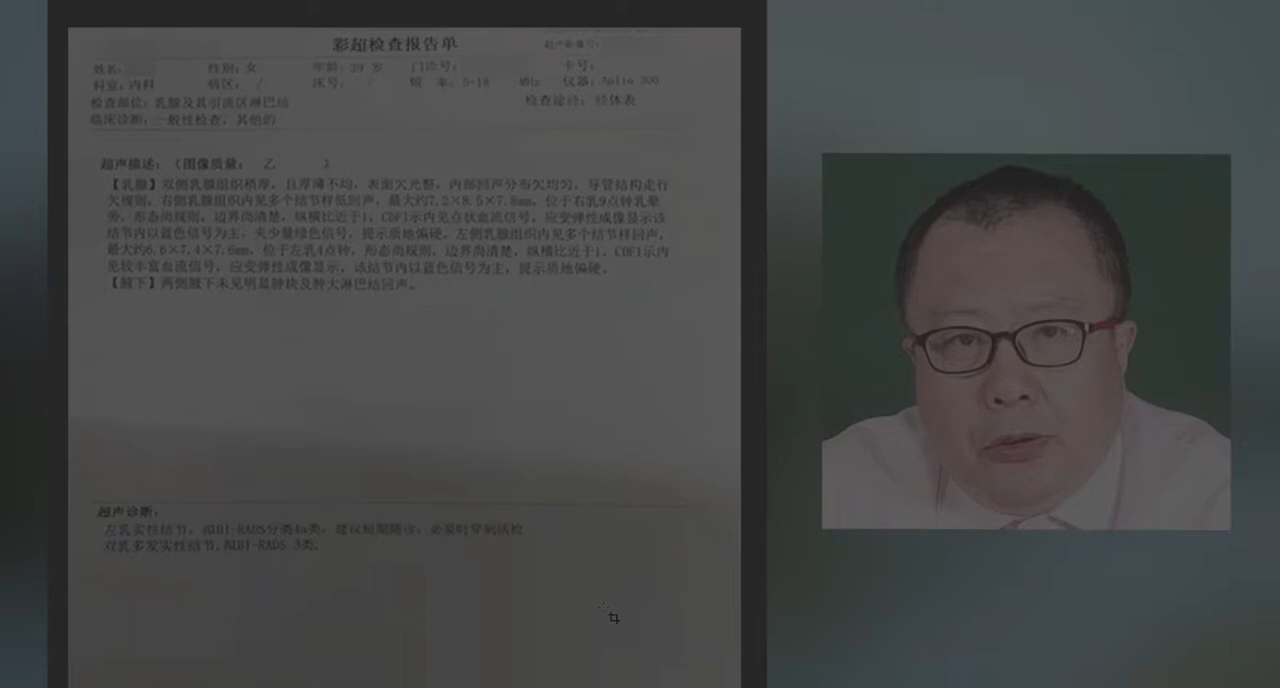 彩超检查报告单
超声影像号:
姓名: 性别: 女 年龄: 39 岁 门诊号: 卡号:
科室: 内科 病区: / 床号: / 频 率: 5-18 MHz 仪器: Aplio 300
检查部位: 乳腺及其引流区淋巴结 检查途径: 经体表
临床诊断: 一般性检查, 其他的
超声描述: (图像质量: 乙 )
【乳腺】双侧乳腺组织稍厚, 且厚薄不均, 表面欠光整, 内部回声分布欠均匀, 导管结构走行
欠规则, 右侧乳腺组织内见多个结节样低回声, 最大约7.2×8.5×7.8mm, 位于右乳9点钟乳晕
旁, 形态尚规则, 边界尚清楚, 纵横比近于1, CDFI示内见点状血流信号, 应变弹性成像显示该
结节内以蓝色信号为主, 夹少量绿色信号, 提示质地偏硬。左侧乳腺组织内见多个结节样回声,
最大约6.6×7.4×7.6mm, 位于左乳4点钟, 形态尚规则, 边界尚清楚, 纵横比近于1, CDFI示内
见较丰富血流信号, 应变弹性成像显示, 该结节内以蓝色信号为主, 提示质地偏硬。
【腋下】两侧腋下未见明显肿块及肿大淋巴结回声。
超声诊断:
左乳实性结节, 拟BI-RADS分类4a类, 建议短期随诊, 必要时穿刺活检
双乳多发实性结节, 拟BI-RADS 3类.